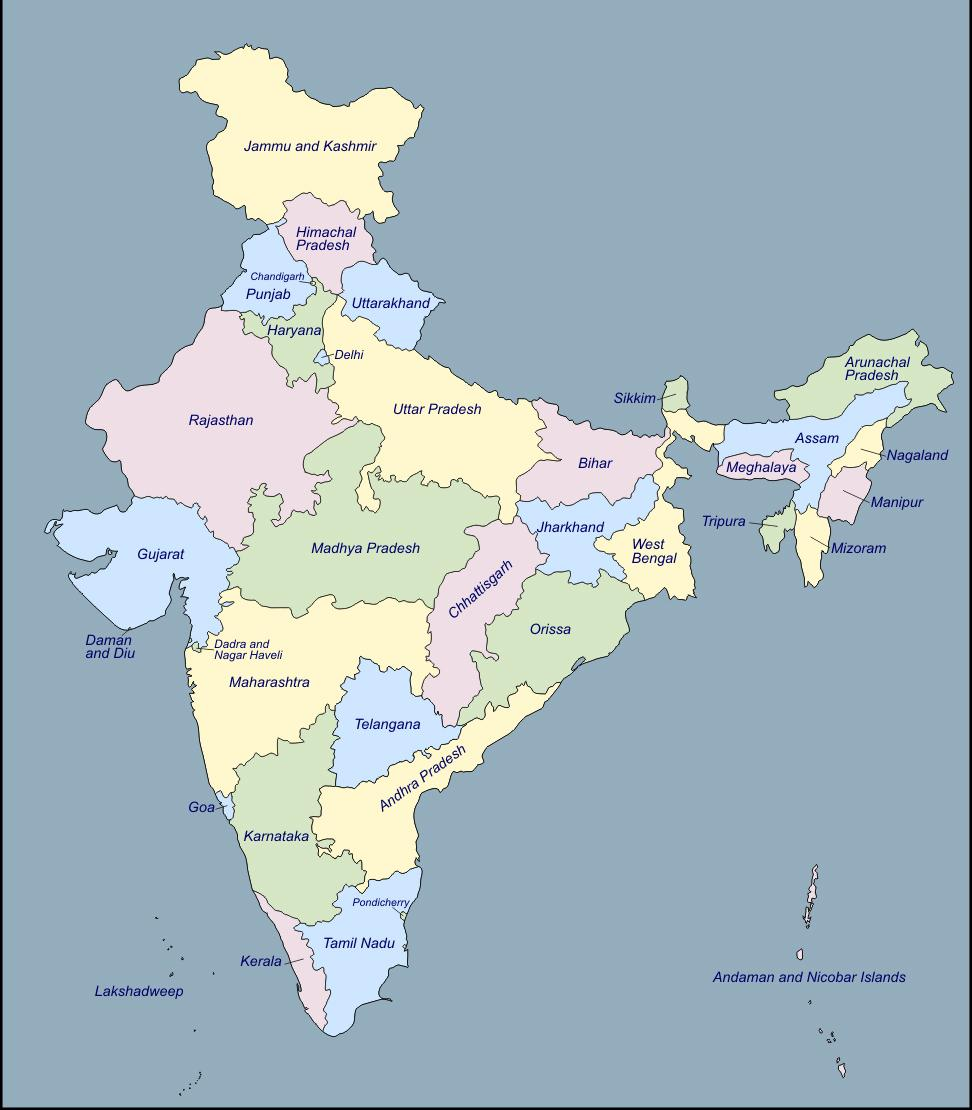 Jammu and Kashmir
Himachal
Pradesh
Chandigarh
Punjab
Uttarakhand
Haryana
Delhi
Arunachal
Pradesh
Sikkim
Uttar Pradesh
Rajasthan
Assam
Nagaland
Bihar
Meghalaya
Manipur
Tripura
Jharkhand
Mizoram
Madhya Pradesh
West
Bengal
Gujarat
Chhattisgarh
Orissa
Daman
and Diu
Dadra and
Nagar Haveli
Maharashtra
Telangana
Andhra Pradesh
Goa
Karnataka
Pondicherry
Tamil Nadu
Kerala
Andaman and Nicobar Islands
Lakshadweep